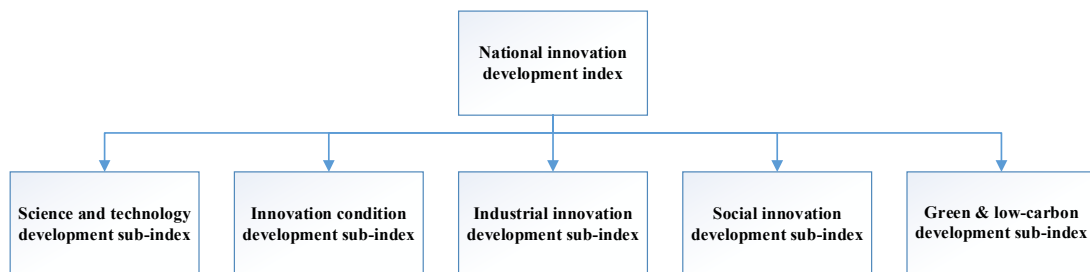 National innovation
development index
Science and technology
development sub-index
Innovation condition
development sub-index
Industrial innovation
development sub-index
Social innovation
development sub-index
Green & low-carbon
development sub-index